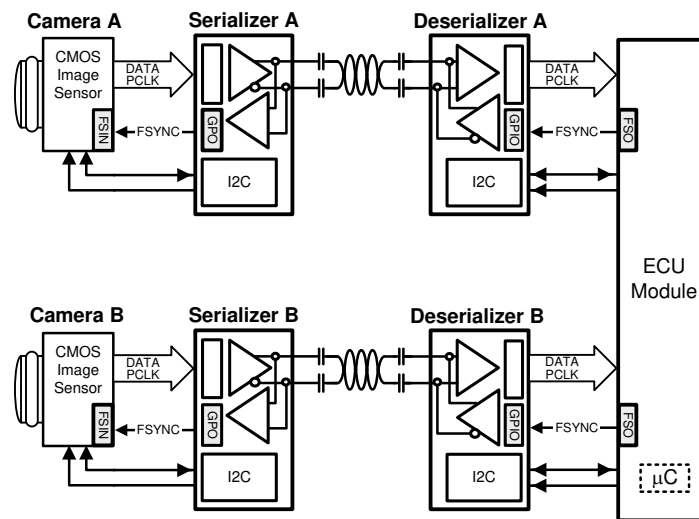 Camera A
Serializer A
Deserializer A
CMOS
Image
Sensor
DATA
PCLK
FSIN
FSYNC
GPO
I2C
DATA
PCLK
GPIO
FSYNC
FSO
I2C
ECU
Module
Camera B
Serializer B
Deserializer B
CMOS
Image
Sensor
DATA
PCLK
FSIN
FSYNC
GPO
I2C
DATA
PCLK
GPIO
FSYNC
FSO
I2C
μC